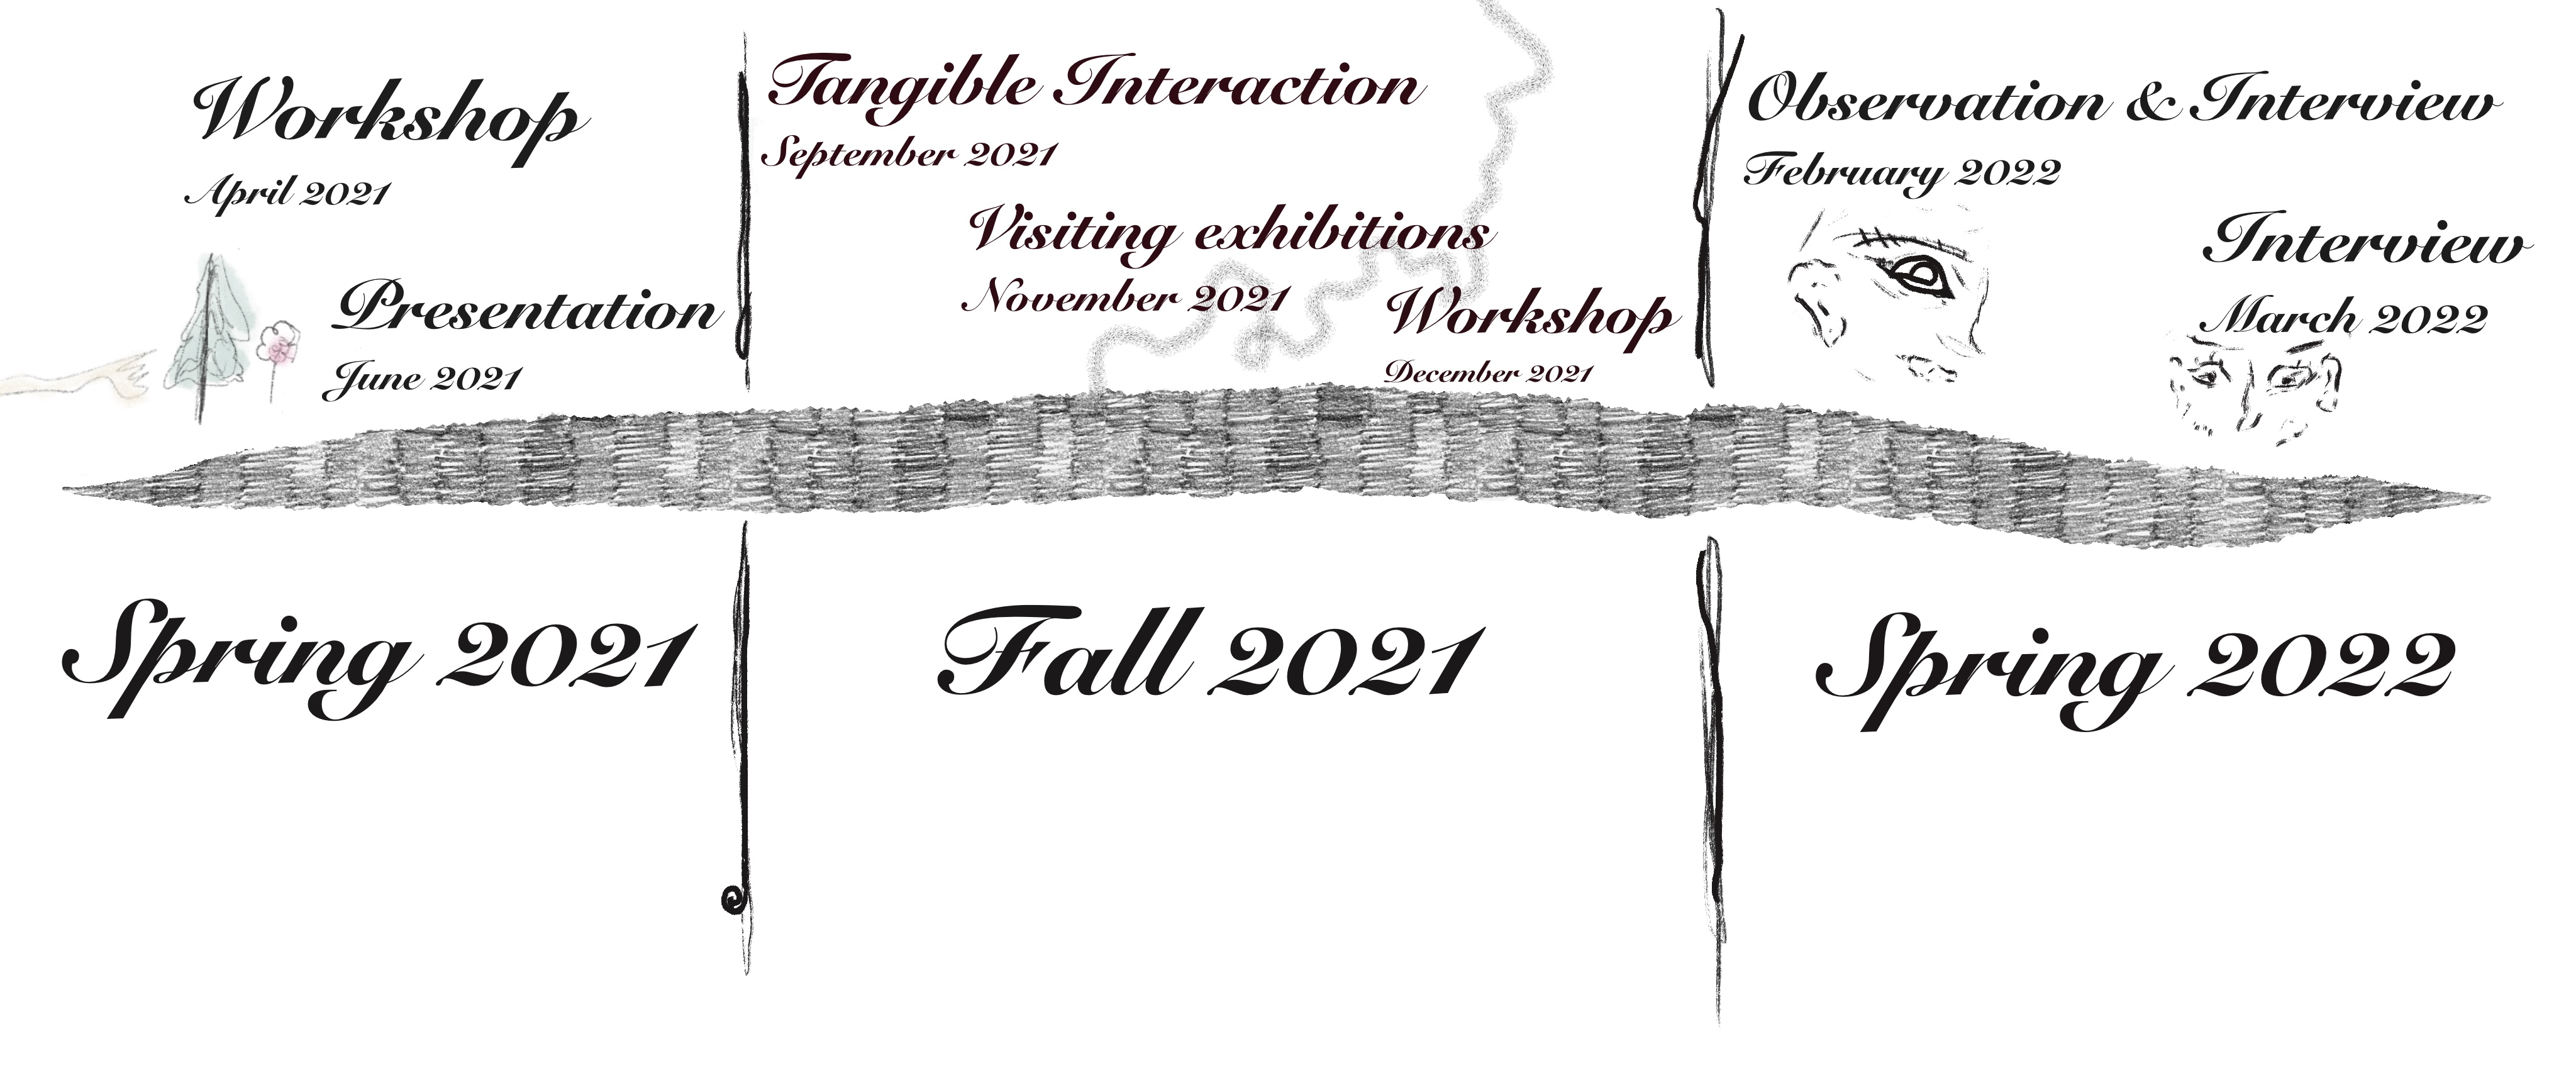 Workshop
April 2021
Presentation
June 2021
Tangible Interaction
September 2021
Visiting exhibitions
November 2021
Workshop
December 2021
Observation & Interview
February 2022
Interview
March 2022
Spring 2021
Fall 2021
Spring 2022